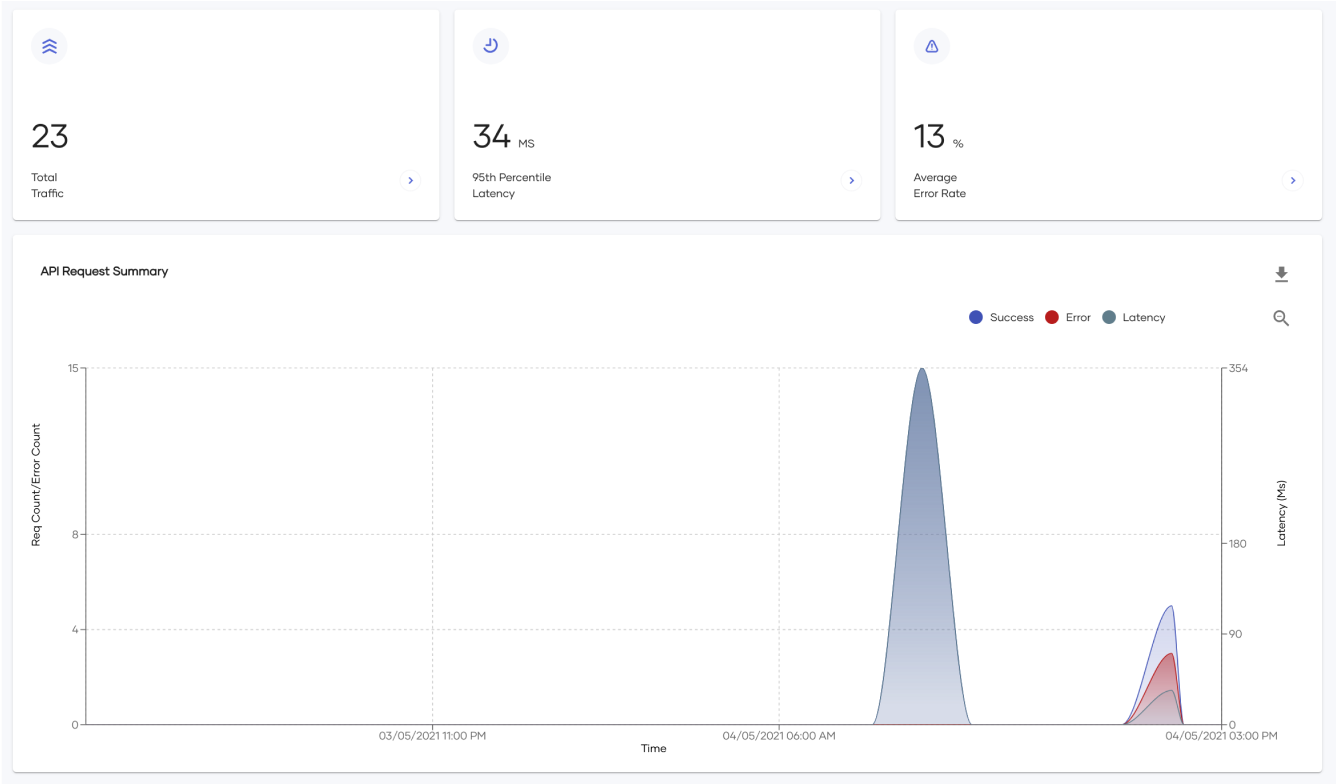 23
Total
Traffic
34 MS
95th Percentile
Latency
13 %
Average
Error Rate
API Request Summary
Success Error Latency
15
8
4
0
Req Count/Error Count
354
180
90
0
Latency (Ms)
03/05/2021 11:00 PM
04/05/2021 06:00 AM
04/05/2021 03:00 PM
Time